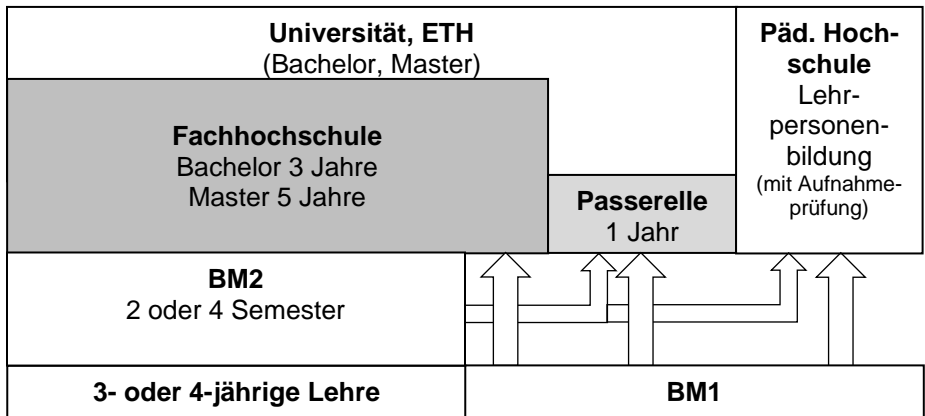 Universität, ETH
(Bachelor, Master)
Päd. Hoch-
schule
Lehr-
personen-
bildung
(mit Aufnahme-
prüfung)
Fachhochschule
Bachelor 3 Jahre
Master 5 Jahre
Passerelle
1 Jahr
BM2
2 oder 4 Semester
3- oder 4-jährige Lehre
BM1